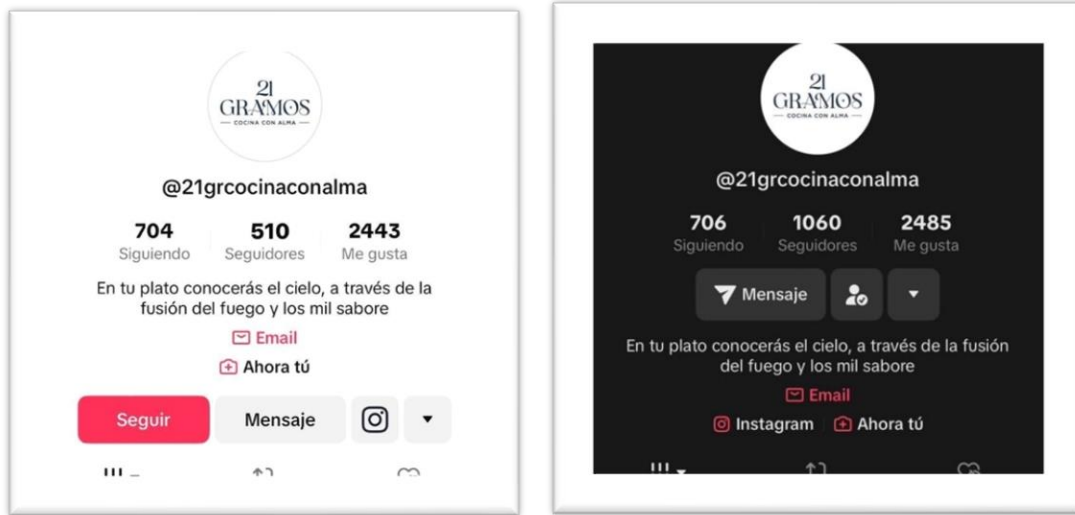 21
GRAMOS
— COCINA CON ALMA —
@21grcocinaconalma
704 510 2443
Siguiendo Seguidores Me gusta
En tu plato conocerás el cielo, a través de la
fusión del fuego y los mil sabore
Email
Ahora tú
Seguir Mensaje
21
GRAMOS
— COCINA CON ALMA —
@21grcocinaconalma
706 1060 2485
Siguiendo Seguidores Me gusta
Mensaje
En tu plato conocerás el cielo, a través de la fusión
del fuego y los mil sabore
Email
Instagram Ahora tú